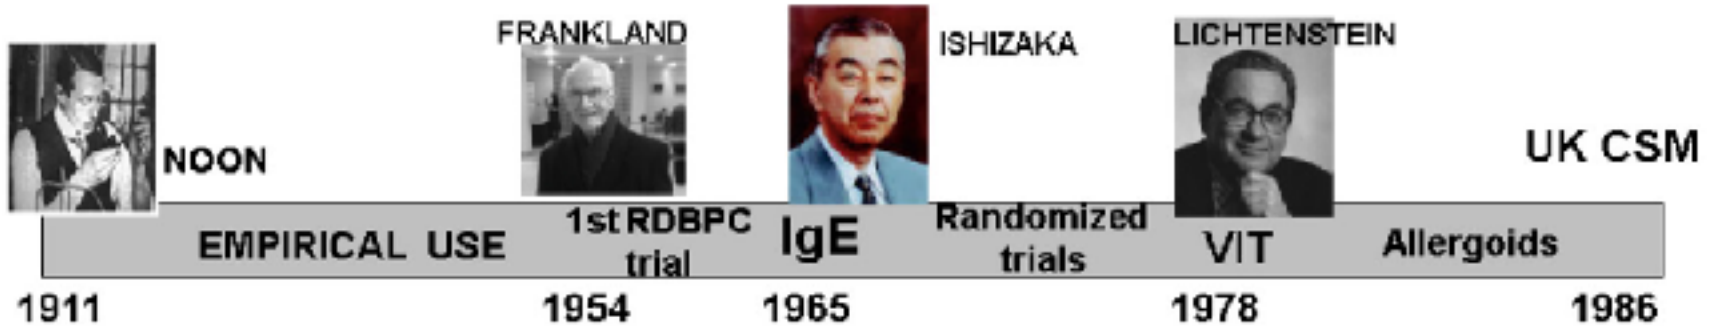 FRANKLAND
ISHIZAKA
LICHTENSTEIN
NOON
UK CSM
EMPIRICAL USE
1st RDBPC
trial
IgE
Randomized
trials
VIT
Allergoids
1911
1954
1965
1978
1986